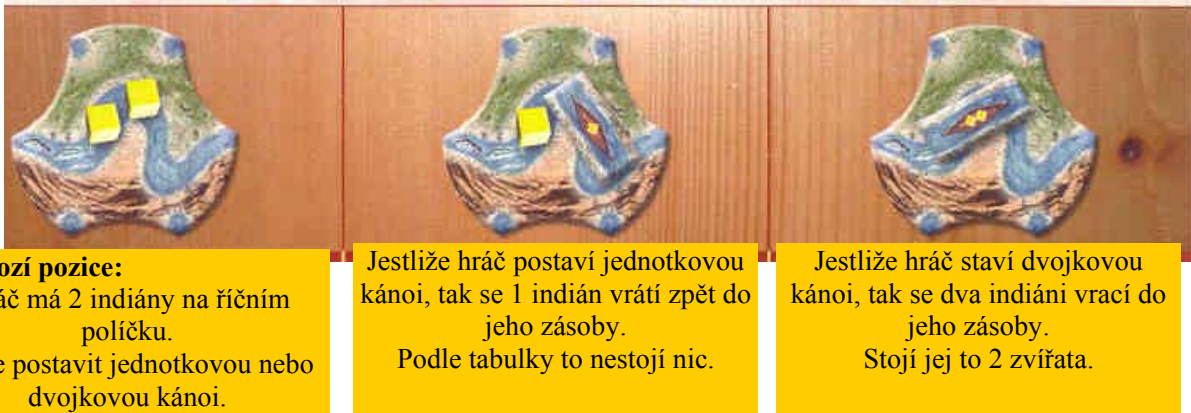 ozí pozice:
áč má 2 indiány na říčním
políčku.
e postavit jednotkovou nebo
dvojkovou kánoi.
Jestliže hráč postaví jednotkovou
kánoi, tak se 1 indián vrátí zpět do
jeho zásoby.
Podle tabulky to nestojí nic.
Jestliže hráč staví dvojkovou
kánoi, tak se dva indiáni vrací do
jeho zásoby.
Stojí jej to 2 zvířata.